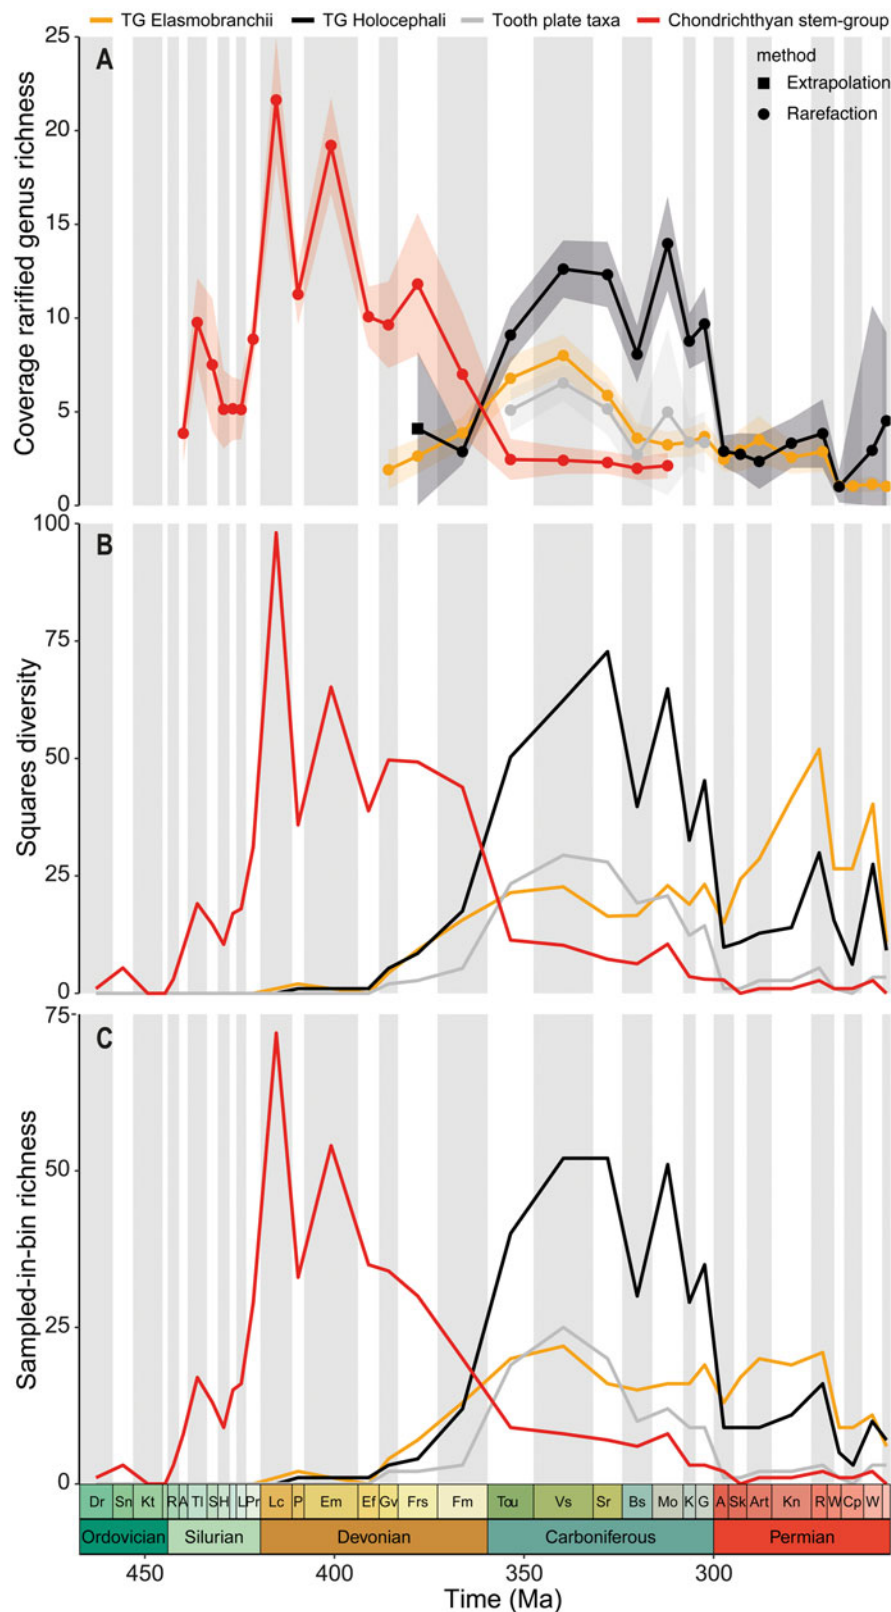 TG Elasmobranchii TG Holocephali Tooth plate taxa Chondrichthyan stem-group
A
method
Extrapolation
Rarefaction
Coverage rarified genus richness
25
20
15
10
5
0
B
Squares diversity
100
75
50
25
0
C
Sampled-in-bin richness
75
50
25
0
Dr Sn Kt R A Tl S H L Pr Lc P Em Ef Gv Frs Fm Tou Vs Sr Bs Mo K G A Sk Art Kn R W Cp W
Ordovician Silurian Devonian Carboniferous Permian
450 400 350 300
Time (Ma)